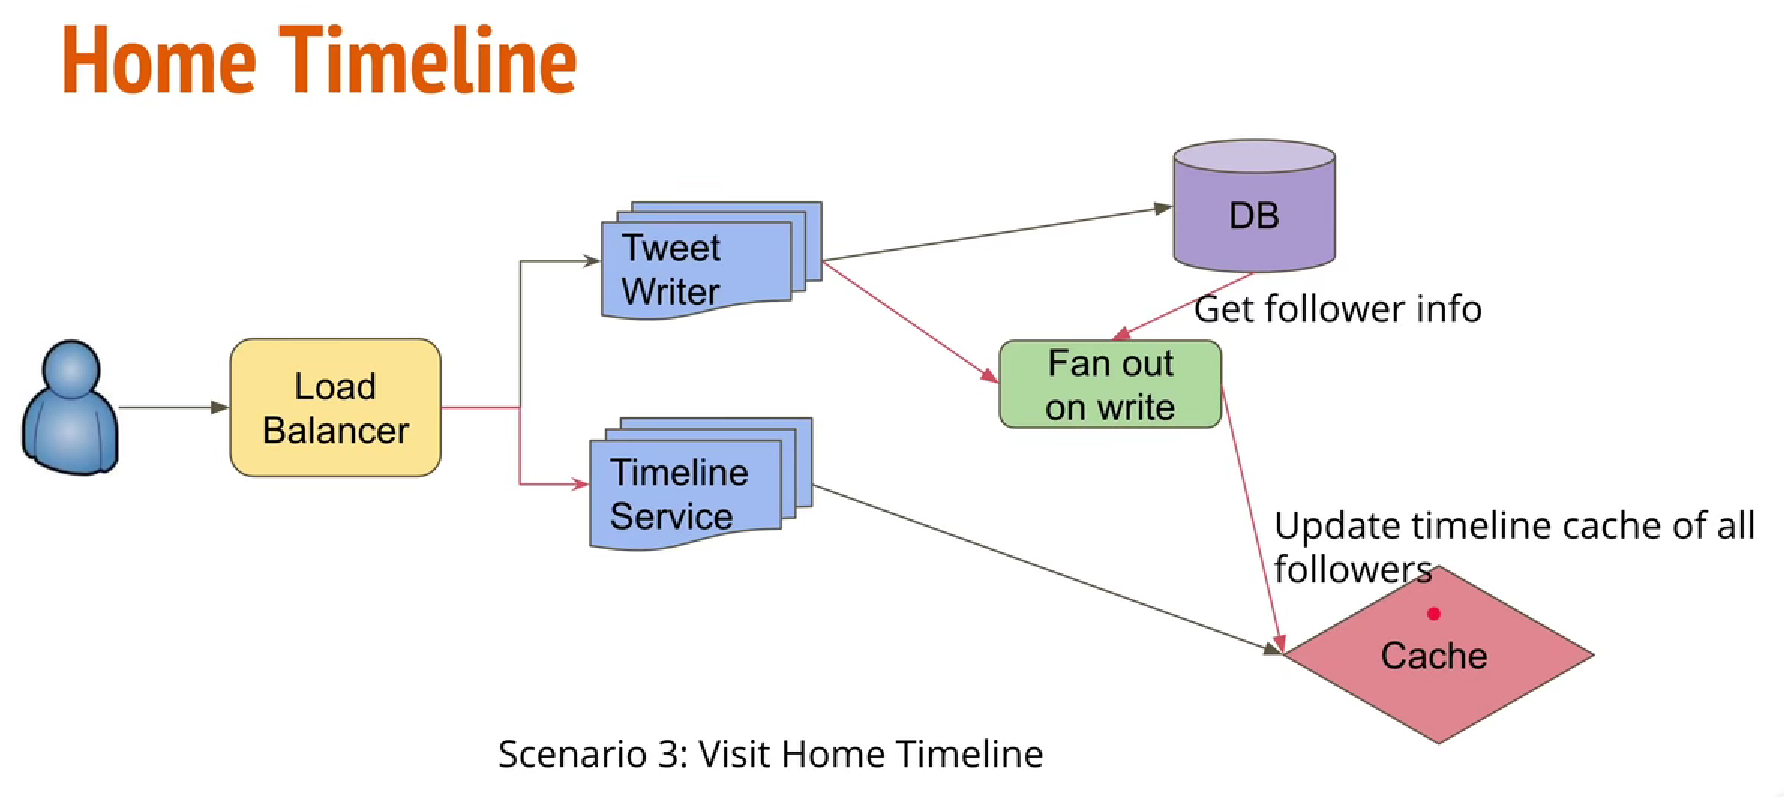 Home Timeline
DB
Tweet
Writer
Get follower info
Load
Balancer
Fan out
on write
Timeline
Service
Update timeline cache of all
followers
Cache
Scenario 3: Visit Home Timeline